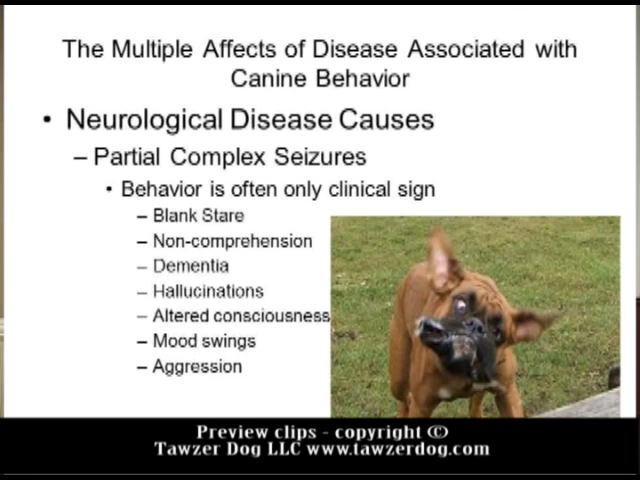 The Multiple Affects of Disease Associated with
Canine Behavior
• Neurological Disease Causes
– Partial Complex Seizures
• Behavior is often only clinical sign
– Blank Stare
– Non-comprehension
– Dementia
– Hallucinations
– Altered consciousness
– Mood swings
– Aggression
Preview clips - copyright ©
Tawzer Dog LLC www.tawzerdog.com